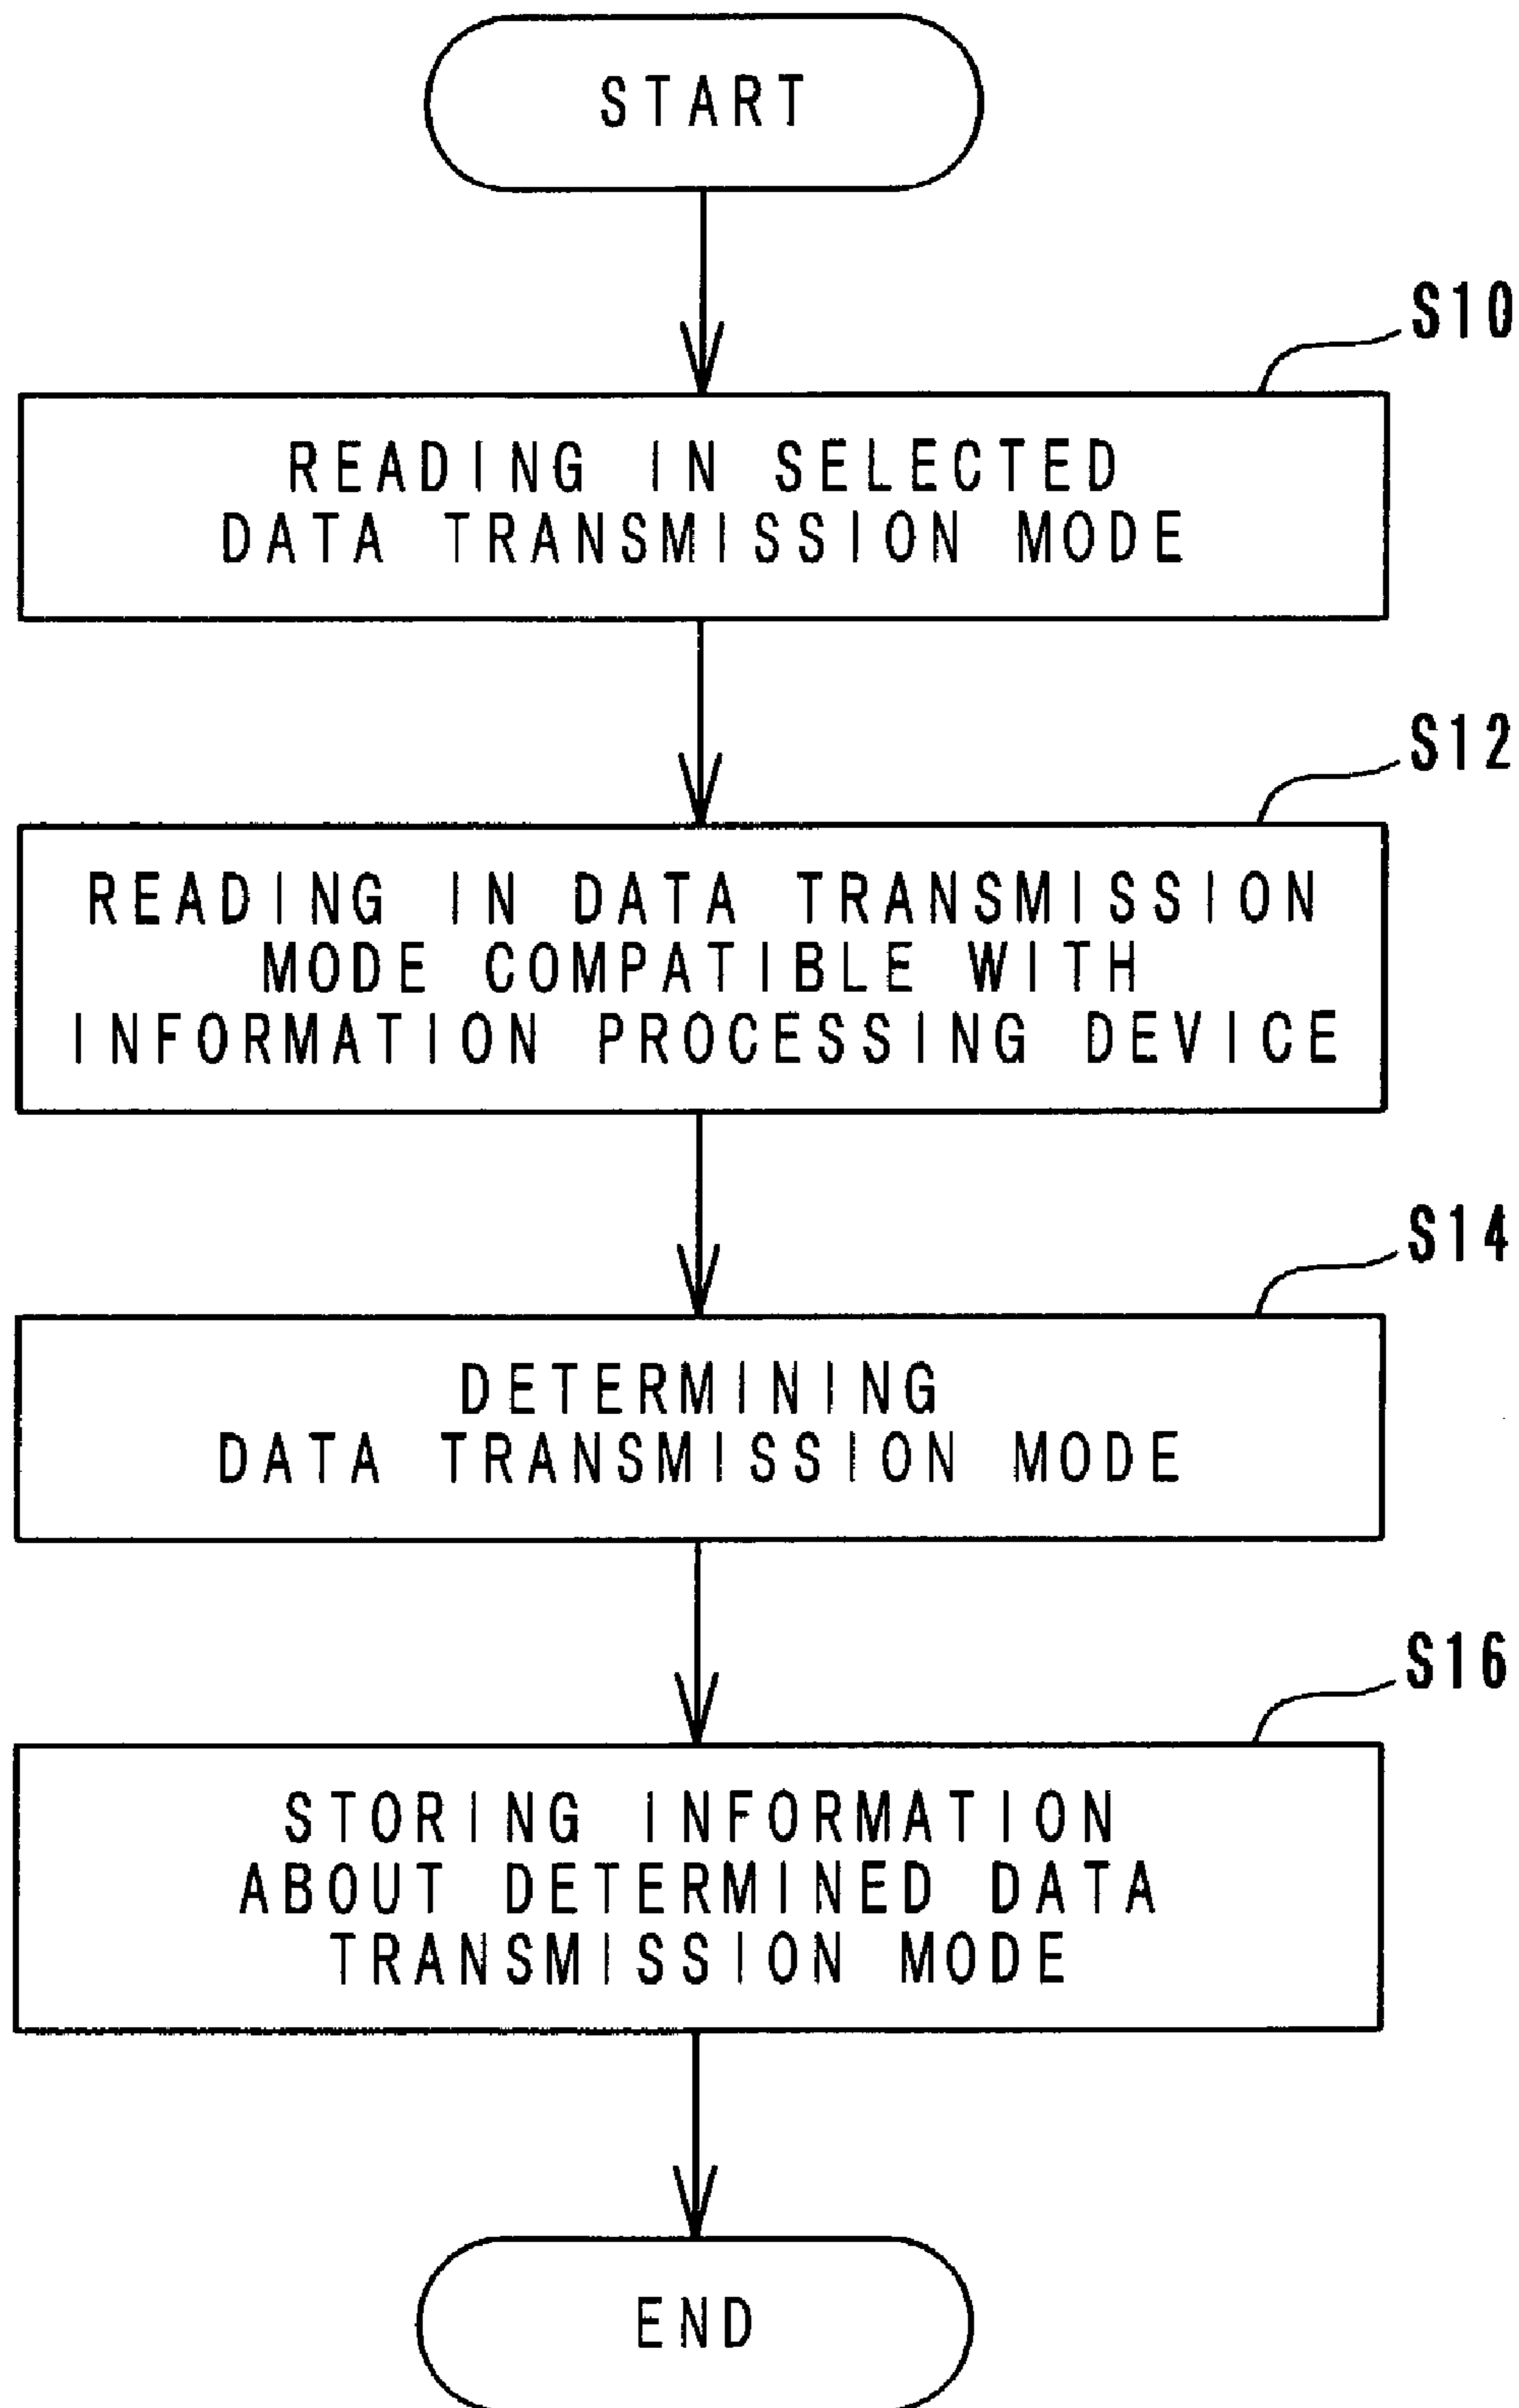 START
S10
READING IN SELECTED
DATA TRANSMISSION MODE
S12
READING IN DATA TRANSMISSION
MODE COMPATIBLE WITH
INFORMATION PROCESSING DEVICE
S14
DETERMINING
DATA TRANSMISSION MODE
S16
STORING INFORMATION
ABOUT DETERMINED DATA
TRANSMISSION MODE
END